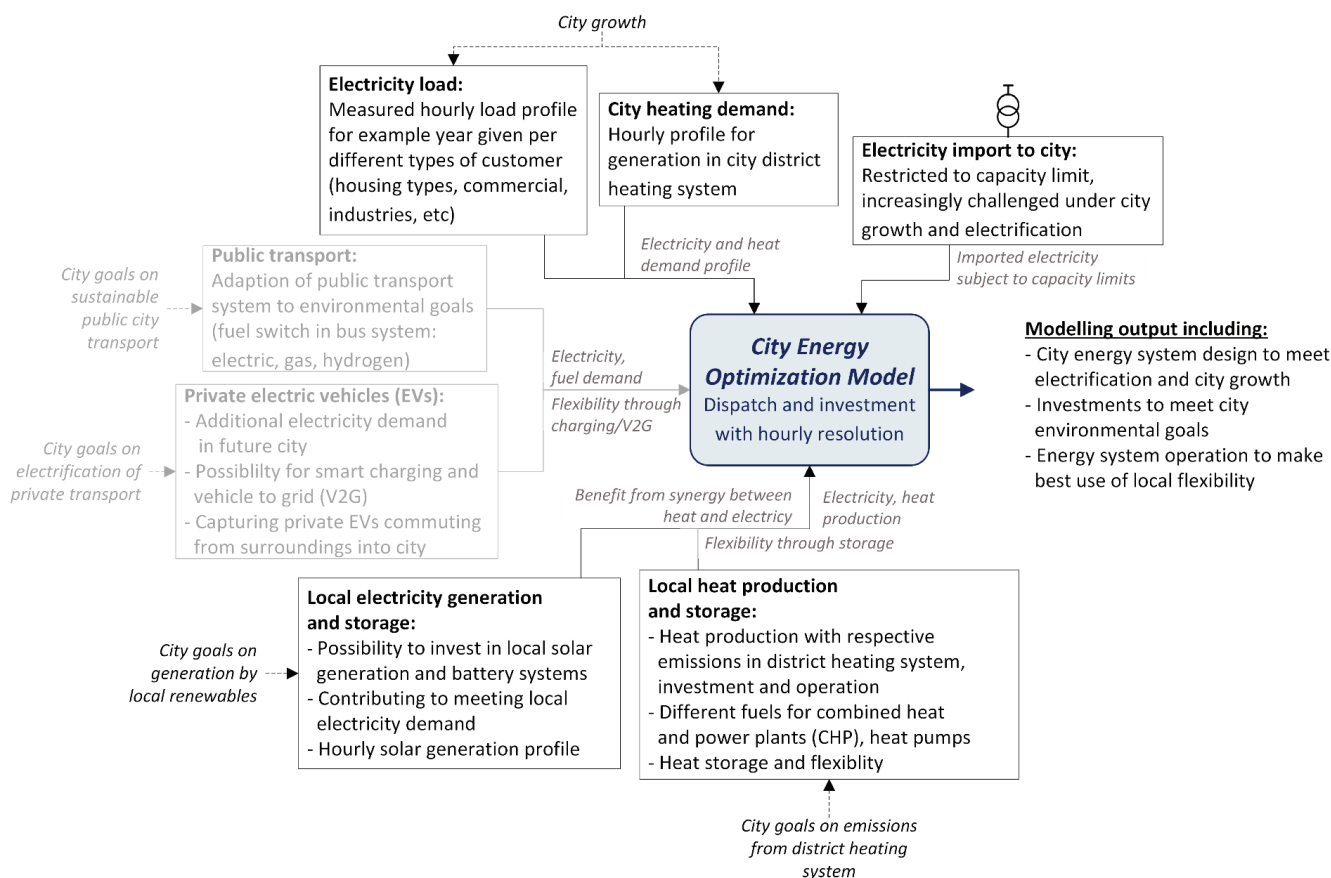 City growth
Electricity load:
Measured hourly load profile
for example year given per
different types of customer
(housing types, commercial,
industries, etc)
City heating demand:
Hourly profile for
generation in city district
heating system
Electricity import to city:
Restricted to capacity limit,
increasingly challenged under city
growth and electrification
Electricity and heat
demand profile
Imported electricity
subject to capacity limits
City goals on
sustainable
public city
transport
Public transport:
Adaption of public transport
system to environmental goals
(fuel switch in bus system:
electric, gas, hydrogen)
City goals on
electrification of
private transport
Private electric vehicles (EVs):
- Additional electricity demand
in future city
- Possiblilty for smart charging and
vehicle to grid (V2G)
- Capturing private EVs commuting
from surroundings into city
Electricity,
fuel demand
Flexibility through
charging/V2G
City Energy
Optimization Model
Dispatch and investment
with hourly resolution
Modelling output including:
- City energy system design to meet
electrification and city growth
- Investments to meet city
environmental goals
- Energy system operation to make
best use of local flexibility
Benefit from synergy between
heat and electricy
Electricity, heat
production
Flexibility through storage
City goals on
generation by
local renewables
Local electricity generation
and storage:
- Possibility to invest in local solar
generation and battery systems
- Contributing to meeting local
electricity demand
- Hourly solar generation profile
Local heat production
and storage:
- Heat production with respective
emissions in district heating system,
investment and operation
- Different fuels for combined heat
and power plants (CHP), heat pumps
- Heat storage and flexiblity
City goals on emissions
from district heating
system